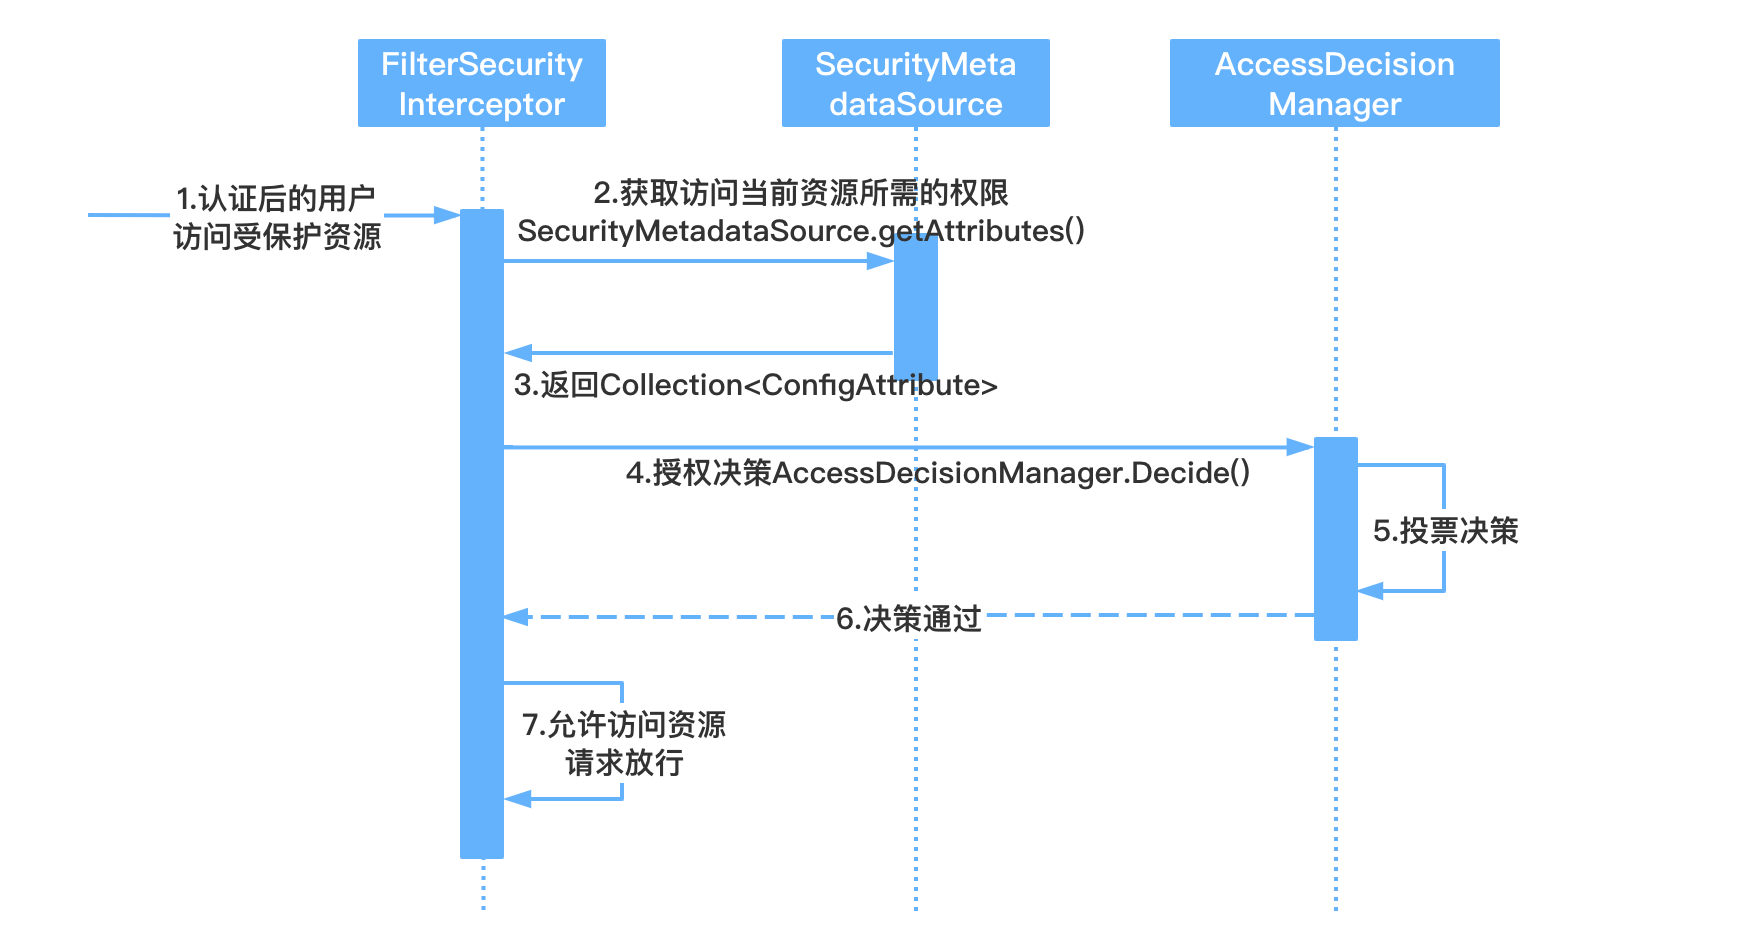 FilterSecurity
Interceptor
SecurityMeta
dataSource
AccessDecision
Manager
1.认证后的用户
访问受保护资源
2.获取访问当前资源所需的权限
SecurityMetadataSource.getAttributes()
3.返回Collection<ConfigAttribute>
4.授权决策AccessDecisionManager.Decide()
5.投票决策
6.决策通过
7.允许访问资源
请求放行